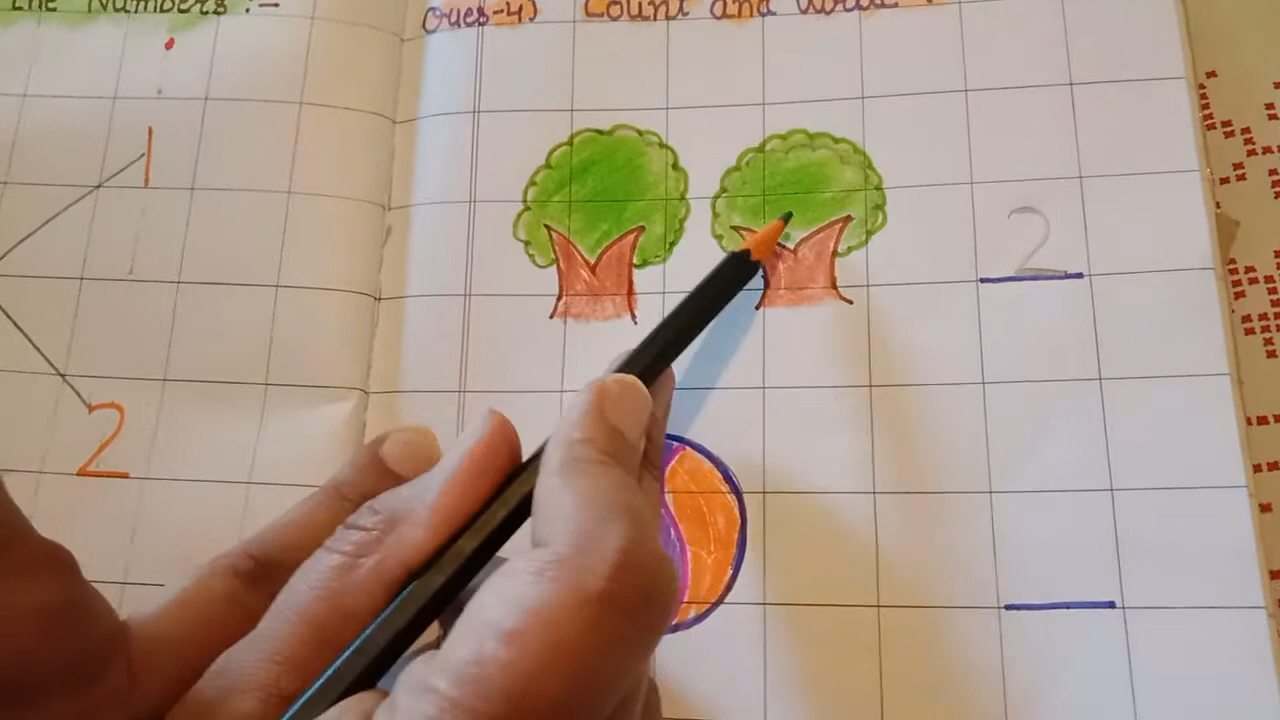 the Numbers :-
1
2
Ques-4) Count and Write :
2